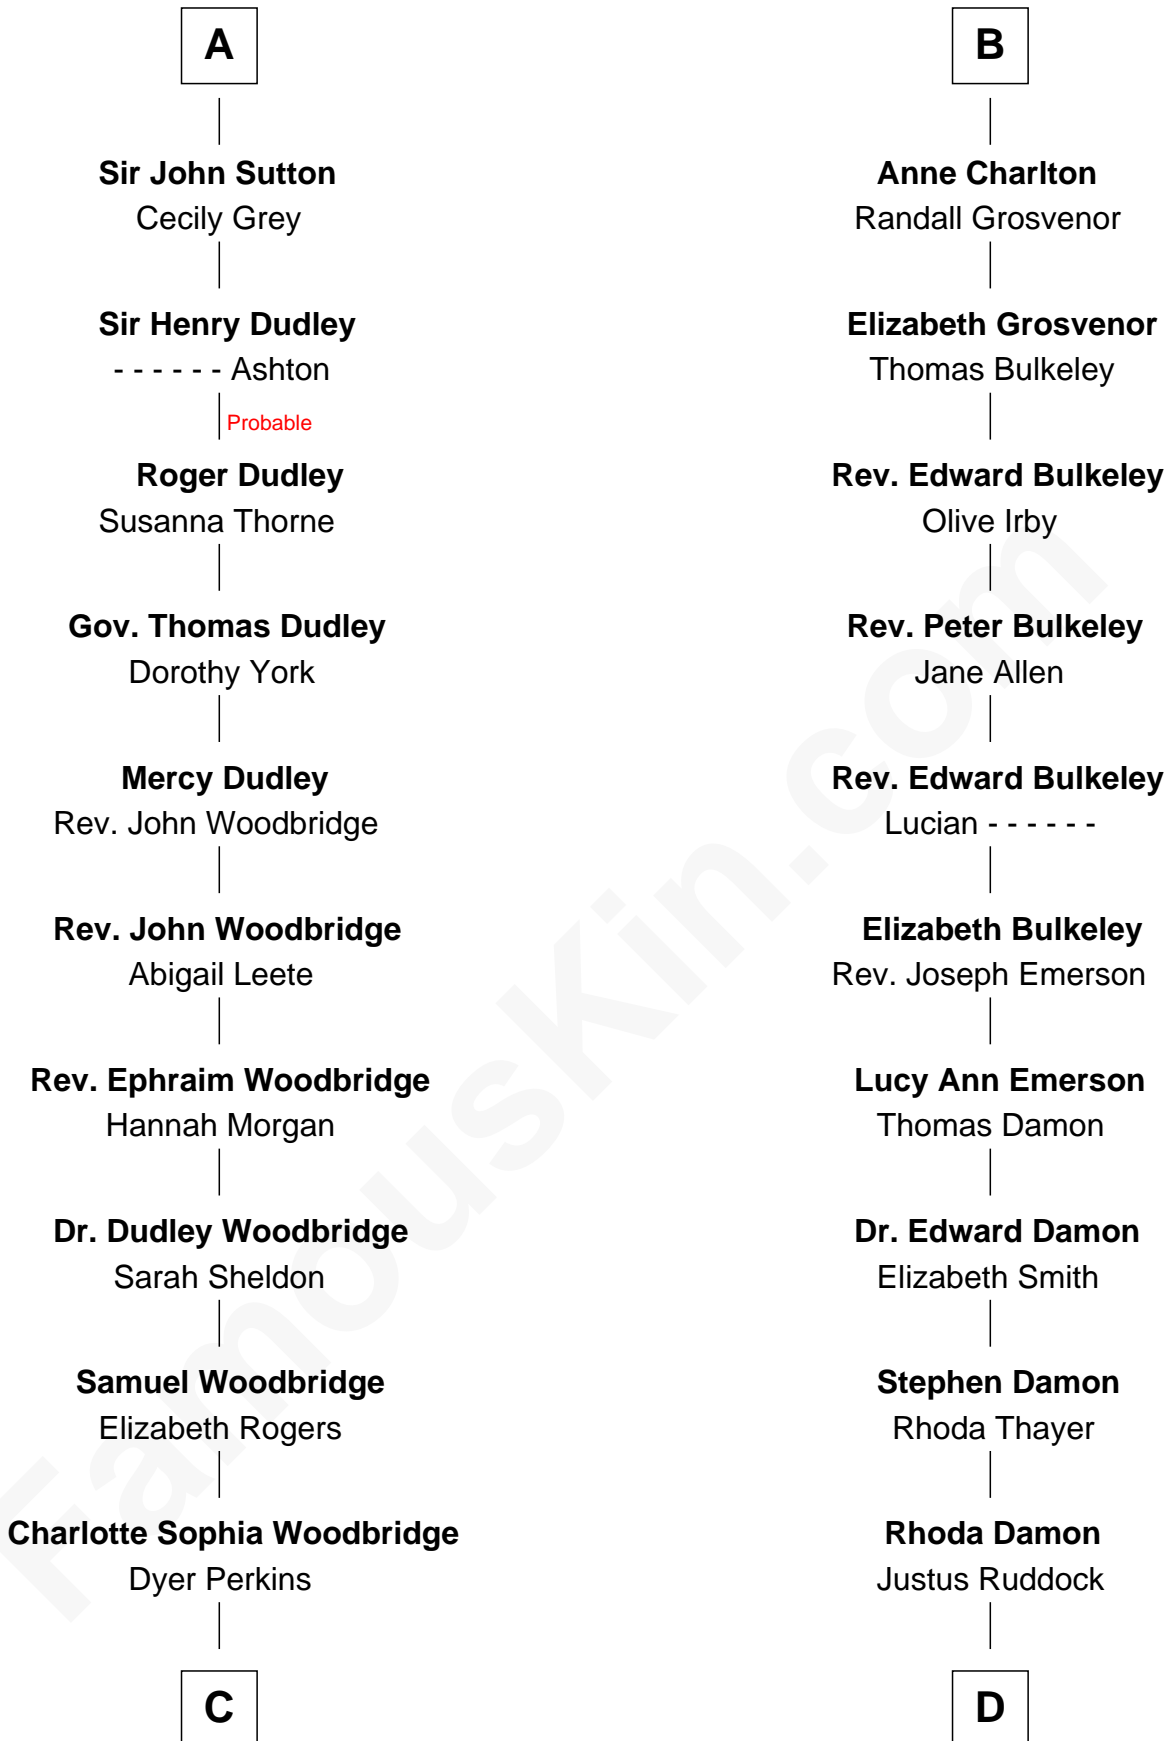 A
Sir John Sutton
Cecily Grey
Sir Henry Dudley
- - - - - - Ashton
Probable
Roger Dudley
Susanna Thorne
Gov. Thomas Dudley
Dorothy York
Mercy Dudley
Rev. John Woodbridge
Rev. John Woodbridge
Abigail Leete
Rev. Ephraim Woodbridge
Hannah Morgan
Dr. Dudley Woodbridge
Sarah Sheldon
Samuel Woodbridge
Elizabeth Rogers
Charlotte Sophia Woodbridge
Dyer Perkins
C
B
Anne Charlton
Randall Grosvenor
Elizabeth Grosvenor
Thomas Bulkeley
Rev. Edward Bulkeley
Olive Irby
Rev. Peter Bulkeley
Jane Allen
Rev. Edward Bulkeley
Lucian - - - - - -
Elizabeth Bulkeley
Rev. Joseph Emerson
Lucy Ann Emerson
Thomas Damon
Dr. Edward Damon
Elizabeth Smith
Stephen Damon
Rhoda Thayer
Rhoda Damon
Justus Ruddock
D
FamousKin.com